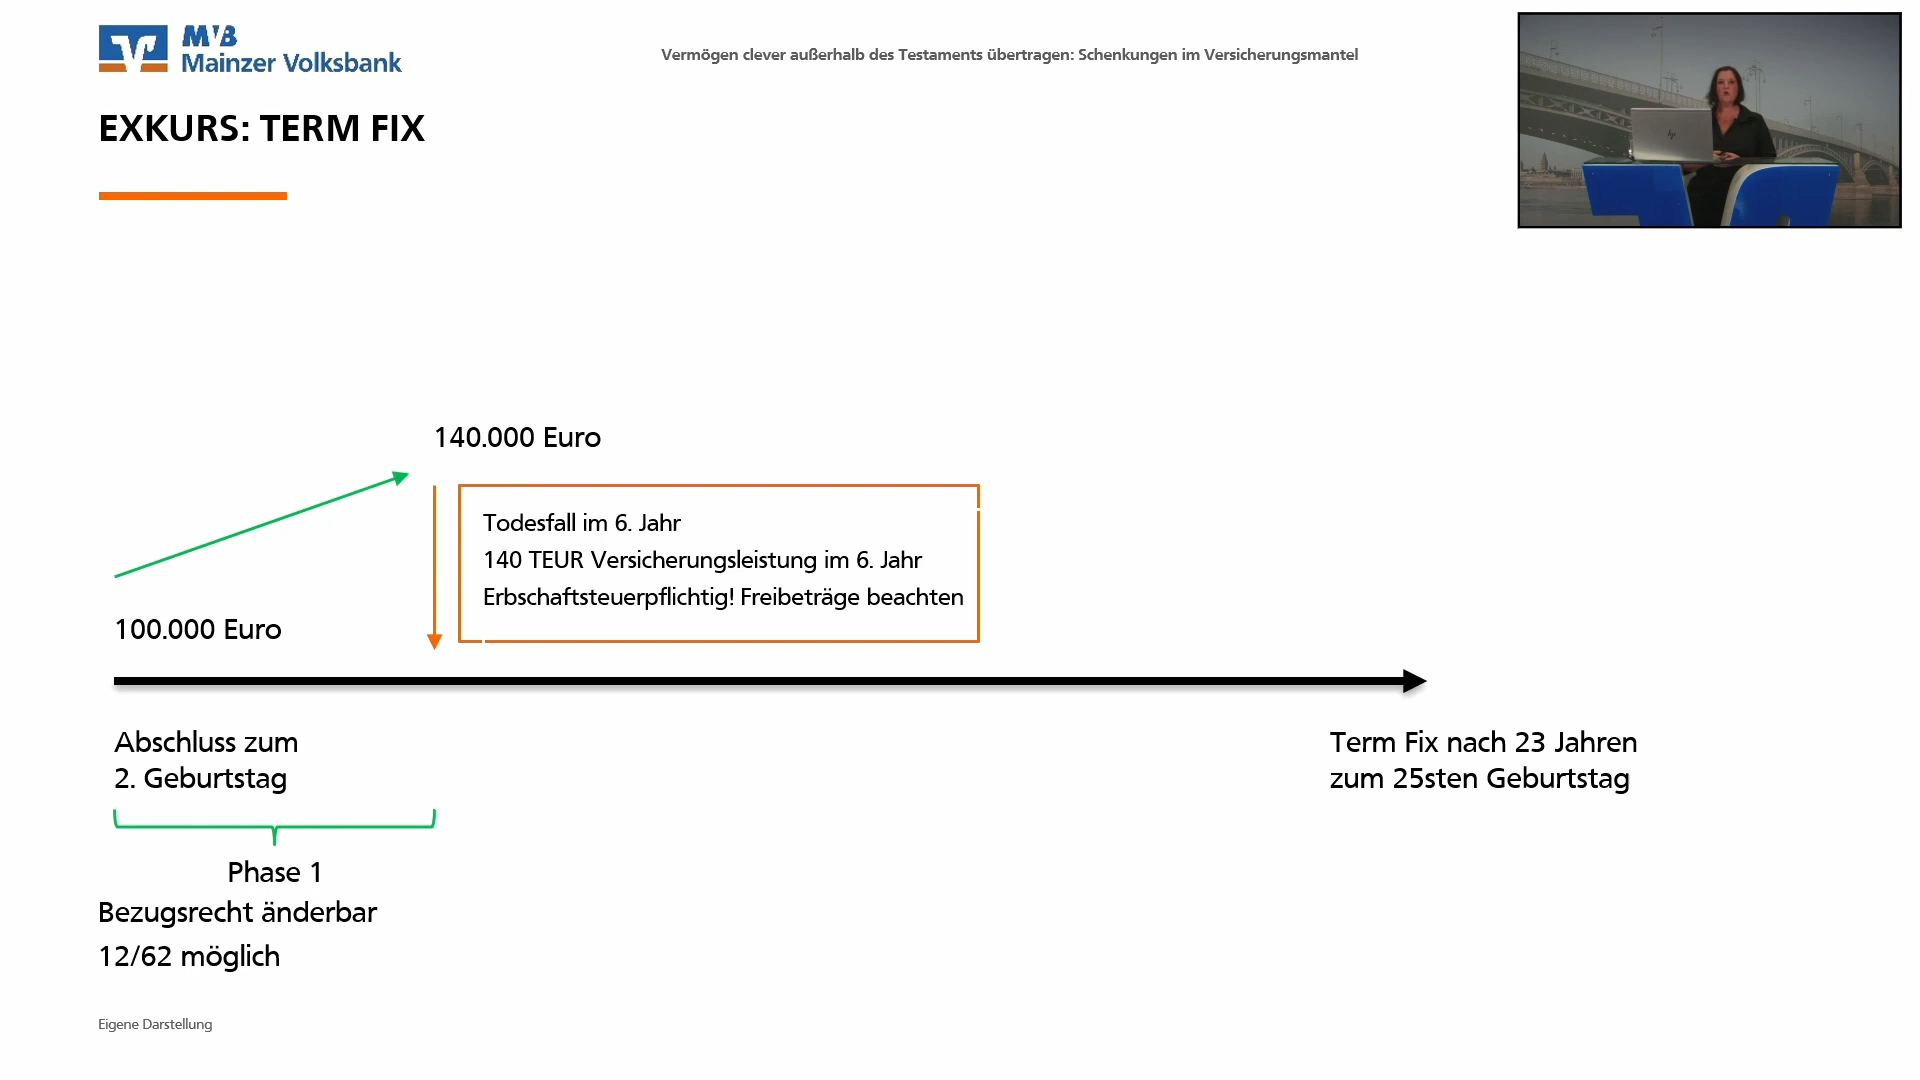 MVB
Mainzer Volksbank
Vermögen clever außerhalb des Testaments übertragen: Schenkungen im Versicherungsmantel
EXKURS: TERM FIX
140.000 Euro
Todesfall im 6. Jahr
140 TEUR Versicherungsleistung im 6. Jahr
Erbschaftsteuerpflichtig! Freibeträge beachten
100.000 Euro
Abschluss zum
2. Geburtstag
Term Fix nach 23 Jahren
zum 25sten Geburtstag
Phase 1
Bezugsrecht änderbar
12/62 möglich
Eigene Darstellung
hp